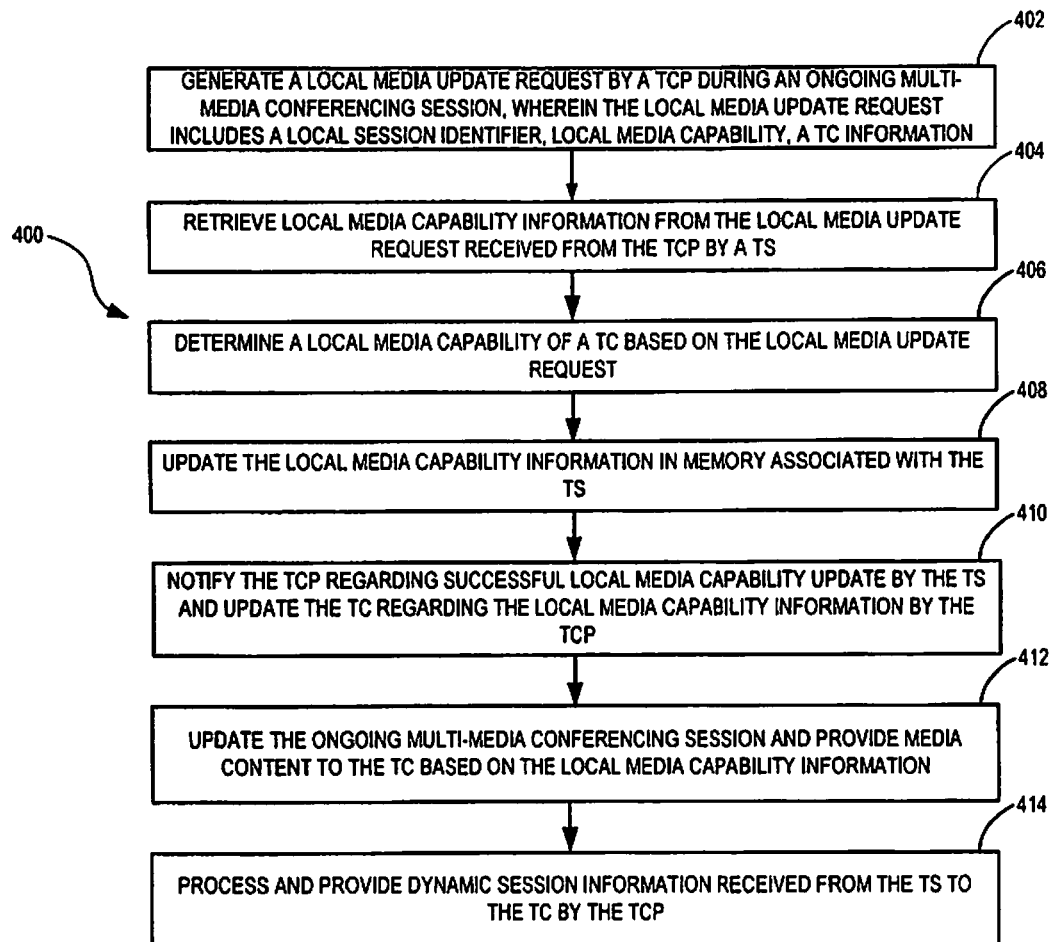 402
GENERATE A LOCAL MEDIA UPDATE REQUEST BY A TCP DURING AN ONGOING MULTI-
MEDIA CONFERENCING SESSION, WHEREIN THE LOCAL MEDIA UPDATE REQUEST
INCLUDES A LOCAL SESSION IDENTIFIER, LOCAL MEDIA CAPABILITY, A TC INFORMATION
404
RETRIEVE LOCAL MEDIA CAPABILITY INFORMATION FROM THE LOCAL MEDIA UPDATE
REQUEST RECEIVED FROM THE TCP BY A TS
400
406
DETERMINE A LOCAL MEDIA CAPABILITY OF A TC BASED ON THE LOCAL MEDIA UPDATE
REQUEST
408
UPDATE THE LOCAL MEDIA CAPABILITY INFORMATION IN MEMORY ASSOCIATED WITH THE
TS
410
NOTIFY THE TCP REGARDING SUCCESSFUL LOCAL MEDIA CAPABILITY UPDATE BY THE TS
AND UPDATE THE TC REGARDING THE LOCAL MEDIA CAPABILITY INFORMATION BY THE
TCP
412
UPDATE THE ONGOING MULTI-MEDIA CONFERENCING SESSION AND PROVIDE MEDIA
CONTENT TO THE TC BASED ON THE LOCAL MEDIA CAPABILITY INFORMATION
414
PROCESS AND PROVIDE DYNAMIC SESSION INFORMATION RECEIVED FROM THE TS TO
THE TC BY THE TCP